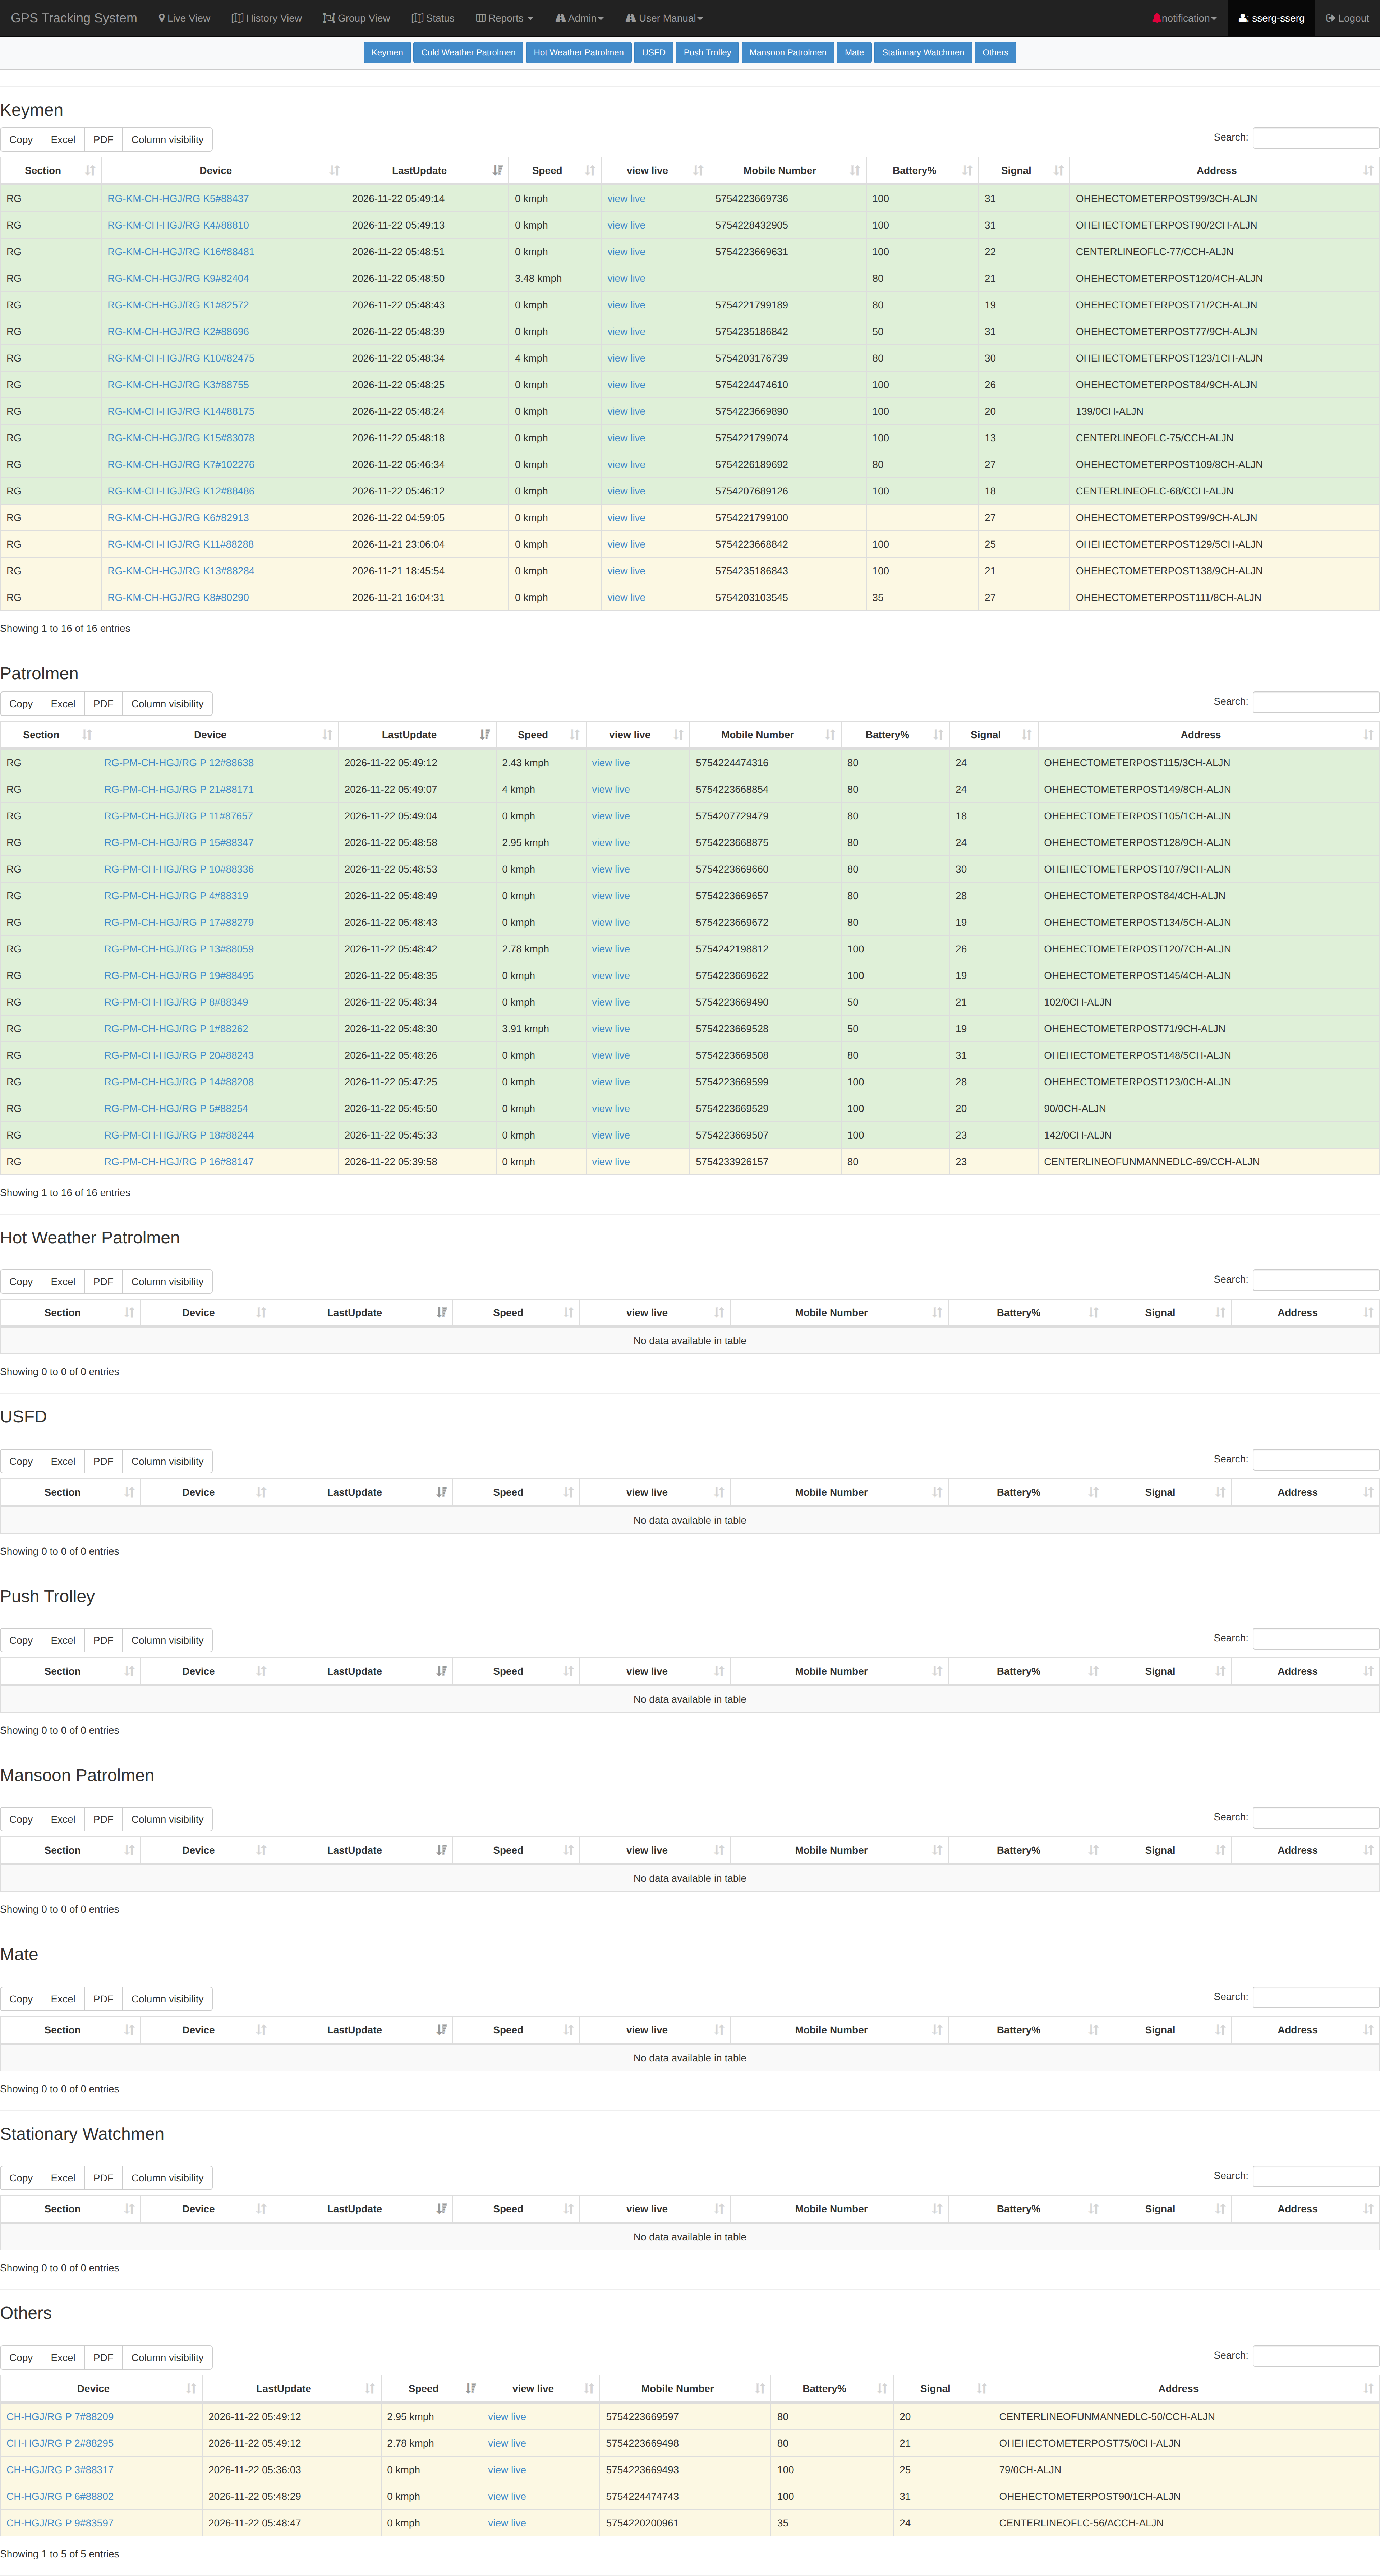 GPS Tracking System Live View History View Group View Status Reports Admin User Manual notification : sserg-sserg Logout
Keymen Cold Weather Patrolmen Hot Weather Patrolmen USFD Push Trolley Mansoon Patrolmen Mate Stationary Watchmen Others
Keymen
Copy Excel PDF Column visibility Search:
Section Device LastUpdate Speed view live Mobile Number Battery% Signal Address
RG RG-KM-CH-HGJ/RG K5#88437 2026-11-22 05:49:14 0 kmph view live 5754223669736 100 31 OHEHECTOMETERPOST99/3CH-ALJN
RG RG-KM-CH-HGJ/RG K4#88810 2026-11-22 05:49:13 0 kmph view live 5754228432905 100 31 OHEHECTOMETERPOST90/2CH-ALJN
RG RG-KM-CH-HGJ/RG K16#88481 2026-11-22 05:48:51 0 kmph view live 5754223669631 100 22 CENTERLINEOFLC-77/CCH-ALJN
RG RG-KM-CH-HGJ/RG K9#82404 2026-11-22 05:48:50 3.48 kmph view live 80 21 OHEHECTOMETERPOST120/4CH-ALJN
RG RG-KM-CH-HGJ/RG K1#82572 2026-11-22 05:48:43 0 kmph view live 5754221799189 80 19 OHEHECTOMETERPOST71/2CH-ALJN
RG RG-KM-CH-HGJ/RG K2#88696 2026-11-22 05:48:39 0 kmph view live 5754235186842 50 31 OHEHECTOMETERPOST77/9CH-ALJN
RG RG-KM-CH-HGJ/RG K10#82475 2026-11-22 05:48:34 4 kmph view live 5754203176739 80 30 OHEHECTOMETERPOST123/1CH-ALJN
RG RG-KM-CH-HGJ/RG K3#88755 2026-11-22 05:48:25 0 kmph view live 5754224474610 100 26 OHEHECTOMETERPOST84/9CH-ALJN
RG RG-KM-CH-HGJ/RG K14#88175 2026-11-22 05:48:24 0 kmph view live 5754223669890 100 20 139/0CH-ALJN
RG RG-KM-CH-HGJ/RG K15#83078 2026-11-22 05:48:18 0 kmph view live 5754221799074 100 13 CENTERLINEOFLC-75/CCH-ALJN
RG RG-KM-CH-HGJ/RG K7#102276 2026-11-22 05:46:34 0 kmph view live 5754226189692 80 27 OHEHECTOMETERPOST109/8CH-ALJN
RG RG-KM-CH-HGJ/RG K12#88486 2026-11-22 05:46:12 0 kmph view live 5754207689126 100 18 CENTERLINEOFLC-68/CCH-ALJN
RG RG-KM-CH-HGJ/RG K6#82913 2026-11-22 04:59:05 0 kmph view live 5754221799100 27 OHEHECTOMETERPOST99/9CH-ALJN
RG RG-KM-CH-HGJ/RG K11#88288 2026-11-21 23:06:04 0 kmph view live 5754223668842 100 25 OHEHECTOMETERPOST129/5CH-ALJN
RG RG-KM-CH-HGJ/RG K13#88284 2026-11-21 18:45:54 0 kmph view live 5754235186843 100 21 OHEHECTOMETERPOST138/9CH-ALJN
RG RG-KM-CH-HGJ/RG K8#80290 2026-11-21 16:04:31 0 kmph view live 5754203103545 35 27 OHEHECTOMETERPOST111/8CH-ALJN
Showing 1 to 16 of 16 entries
Patrolmen
Copy Excel PDF Column visibility Search:
Section Device LastUpdate Speed view live Mobile Number Battery% Signal Address
RG RG-PM-CH-HGJ/RG P 12#88638 2026-11-22 05:49:12 2.43 kmph view live 5754224474316 80 24 OHEHECTOMETERPOST115/3CH-ALJN
RG RG-PM-CH-HGJ/RG P 21#88171 2026-11-22 05:49:07 4 kmph view live 5754223668854 80 24 OHEHECTOMETERPOST149/8CH-ALJN
RG RG-PM-CH-HGJ/RG P 11#87657 2026-11-22 05:49:04 0 kmph view live 5754207729479 80 18 OHEHECTOMETERPOST105/1CH-ALJN
RG RG-PM-CH-HGJ/RG P 15#88347 2026-11-22 05:48:58 2.95 kmph view live 5754223668875 80 24 OHEHECTOMETERPOST128/9CH-ALJN
RG RG-PM-CH-HGJ/RG P 10#88336 2026-11-22 05:48:53 0 kmph view live 5754223669660 80 30 OHEHECTOMETERPOST107/9CH-ALJN
RG RG-PM-CH-HGJ/RG P 4#88319 2026-11-22 05:48:49 0 kmph view live 5754223669657 80 28 OHEHECTOMETERPOST84/4CH-ALJN
RG RG-PM-CH-HGJ/RG P 17#88279 2026-11-22 05:48:43 0 kmph view live 5754223669672 80 19 OHEHECTOMETERPOST134/5CH-ALJN
RG RG-PM-CH-HGJ/RG P 13#88059 2026-11-22 05:48:42 2.78 kmph view live 5754242198812 100 26 OHEHECTOMETERPOST120/7CH-ALJN
RG RG-PM-CH-HGJ/RG P 19#88495 2026-11-22 05:48:35 0 kmph view live 5754223669622 100 19 OHEHECTOMETERPOST145/4CH-ALJN
RG RG-PM-CH-HGJ/RG P 8#88349 2026-11-22 05:48:34 0 kmph view live 5754223669490 50 21 102/0CH-ALJN
RG RG-PM-CH-HGJ/RG P 1#88262 2026-11-22 05:48:30 3.91 kmph view live 5754223669528 50 19 OHEHECTOMETERPOST71/9CH-ALJN
RG RG-PM-CH-HGJ/RG P 20#88243 2026-11-22 05:48:26 0 kmph view live 5754223669508 80 31 OHEHECTOMETERPOST148/5CH-ALJN
RG RG-PM-CH-HGJ/RG P 14#88208 2026-11-22 05:47:25 0 kmph view live 5754223669599 100 28 OHEHECTOMETERPOST123/0CH-ALJN
RG RG-PM-CH-HGJ/RG P 5#88254 2026-11-22 05:45:50 0 kmph view live 5754223669529 100 20 90/0CH-ALJN
RG RG-PM-CH-HGJ/RG P 18#88244 2026-11-22 05:45:33 0 kmph view live 5754223669507 100 23 142/0CH-ALJN
RG RG-PM-CH-HGJ/RG P 16#88147 2026-11-22 05:39:58 0 kmph view live 5754233926157 80 23 CENTERLINEOFUNMANNEDLC-69/CCH-ALJN
Showing 1 to 16 of 16 entries
Hot Weather Patrolmen
Copy Excel PDF Column visibility Search:
Section Device LastUpdate Speed view live Mobile Number Battery% Signal Address
No data available in table
Showing 0 to 0 of 0 entries
USFD
Copy Excel PDF Column visibility Search:
Section Device LastUpdate Speed view live Mobile Number Battery% Signal Address
No data available in table
Showing 0 to 0 of 0 entries
Push Trolley
Copy Excel PDF Column visibility Search:
Section Device LastUpdate Speed view live Mobile Number Battery% Signal Address
No data available in table
Showing 0 to 0 of 0 entries
Mansoon Patrolmen
Copy Excel PDF Column visibility Search:
Section Device LastUpdate Speed view live Mobile Number Battery% Signal Address
No data available in table
Showing 0 to 0 of 0 entries
Mate
Copy Excel PDF Column visibility Search:
Section Device LastUpdate Speed view live Mobile Number Battery% Signal Address
No data available in table
Showing 0 to 0 of 0 entries
Stationary Watchmen
Copy Excel PDF Column visibility Search:
Section Device LastUpdate Speed view live Mobile Number Battery% Signal Address
No data available in table
Showing 0 to 0 of 0 entries
Others
Copy Excel PDF Column visibility Search:
Device LastUpdate Speed view live Mobile Number Battery% Signal Address
CH-HGJ/RG P 7#88209 2026-11-22 05:49:12 2.95 kmph view live 5754223669597 80 20 CENTERLINEOFUNMANNEDLC-50/CCH-ALJN
CH-HGJ/RG P 2#88295 2026-11-22 05:49:12 2.78 kmph view live 5754223669498 80 21 OHEHECTOMETERPOST75/0CH-ALJN
CH-HGJ/RG P 3#88317 2026-11-22 05:36:03 0 kmph view live 5754223669493 100 25 79/0CH-ALJN
CH-HGJ/RG P 6#88802 2026-11-22 05:48:29 0 kmph view live 5754224474743 100 31 OHEHECTOMETERPOST90/1CH-ALJN
CH-HGJ/RG P 9#83597 2026-11-22 05:48:47 0 kmph view live 5754220200961 35 24 CENTERLINEOFLC-56/ACCH-ALJN
Showing 1 to 5 of 5 entries